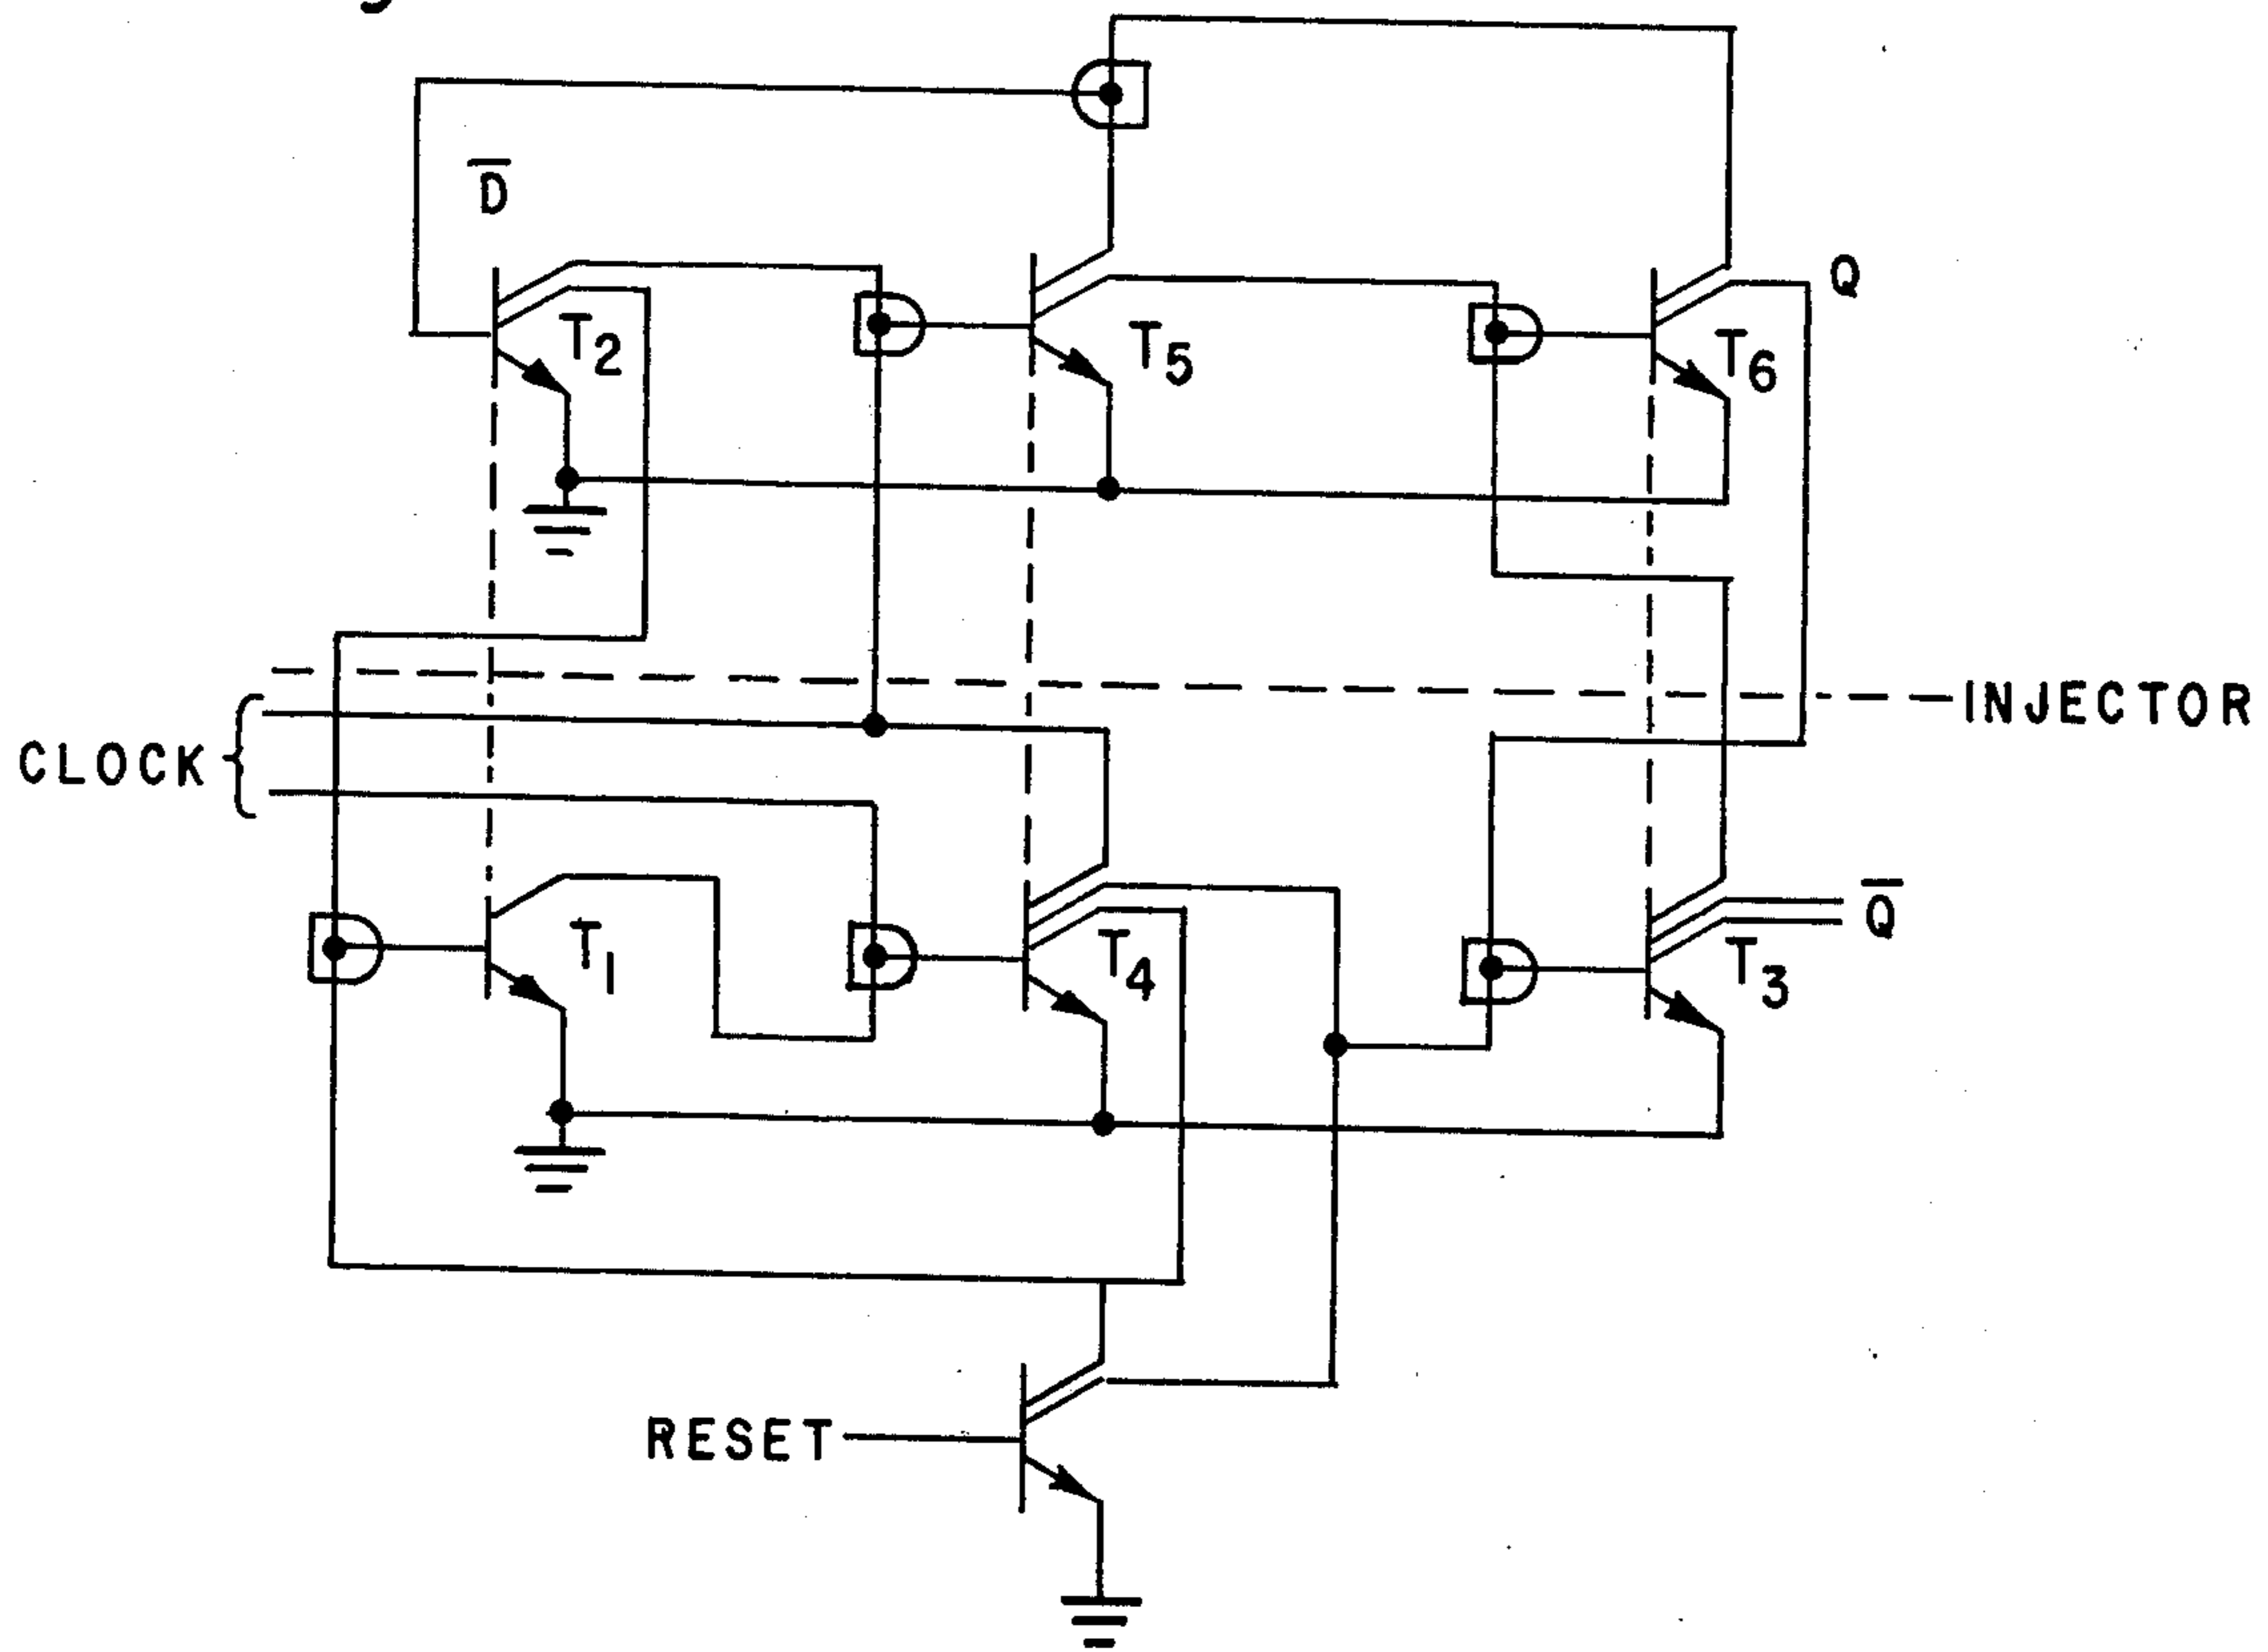 D̅
Q
T2
T5
T6
INJECTOR
CLOCK
Q̅
T1
T4
T3
RESET